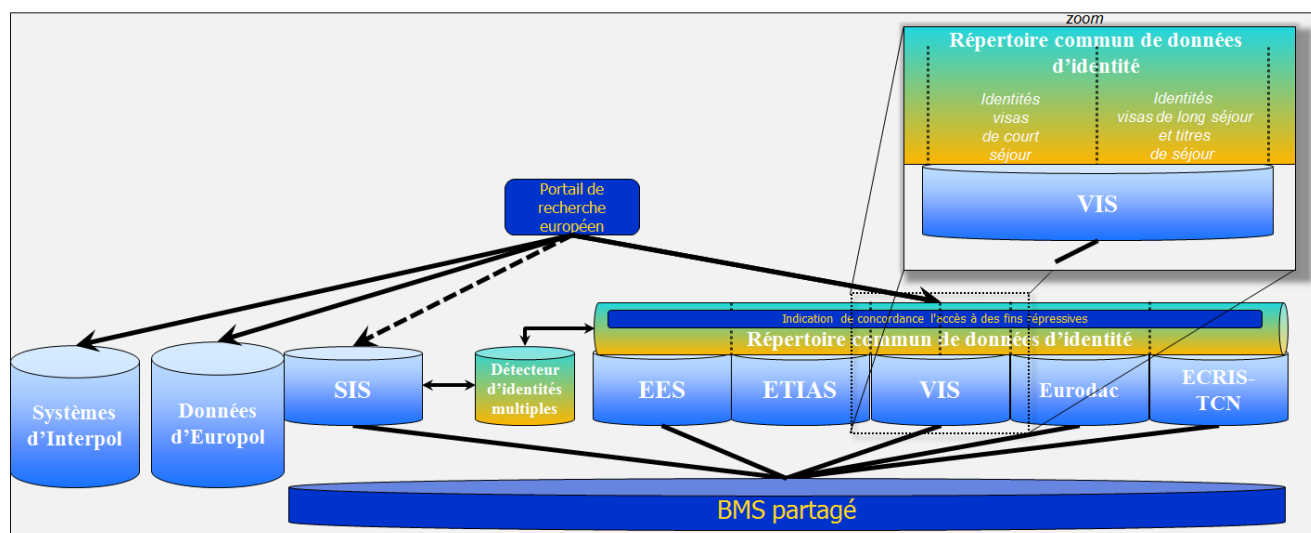 zoom
Répertoire commun de données
d'identité
Identités
visas
de court
séjour
Identités
visas de long séjour
et titres
de séjour
VIS
Portail de
recherche
européen
Indication de concordance l'accès à des fins répressives
Répertoire commun de données d'identité
Systèmes
d'Interpol
Données
d'Europol
SIS
Détecteur
d'identités
multiples
EES
ETIAS
VIS
Eurodac
ECRIS-
TCN
BMS partagé